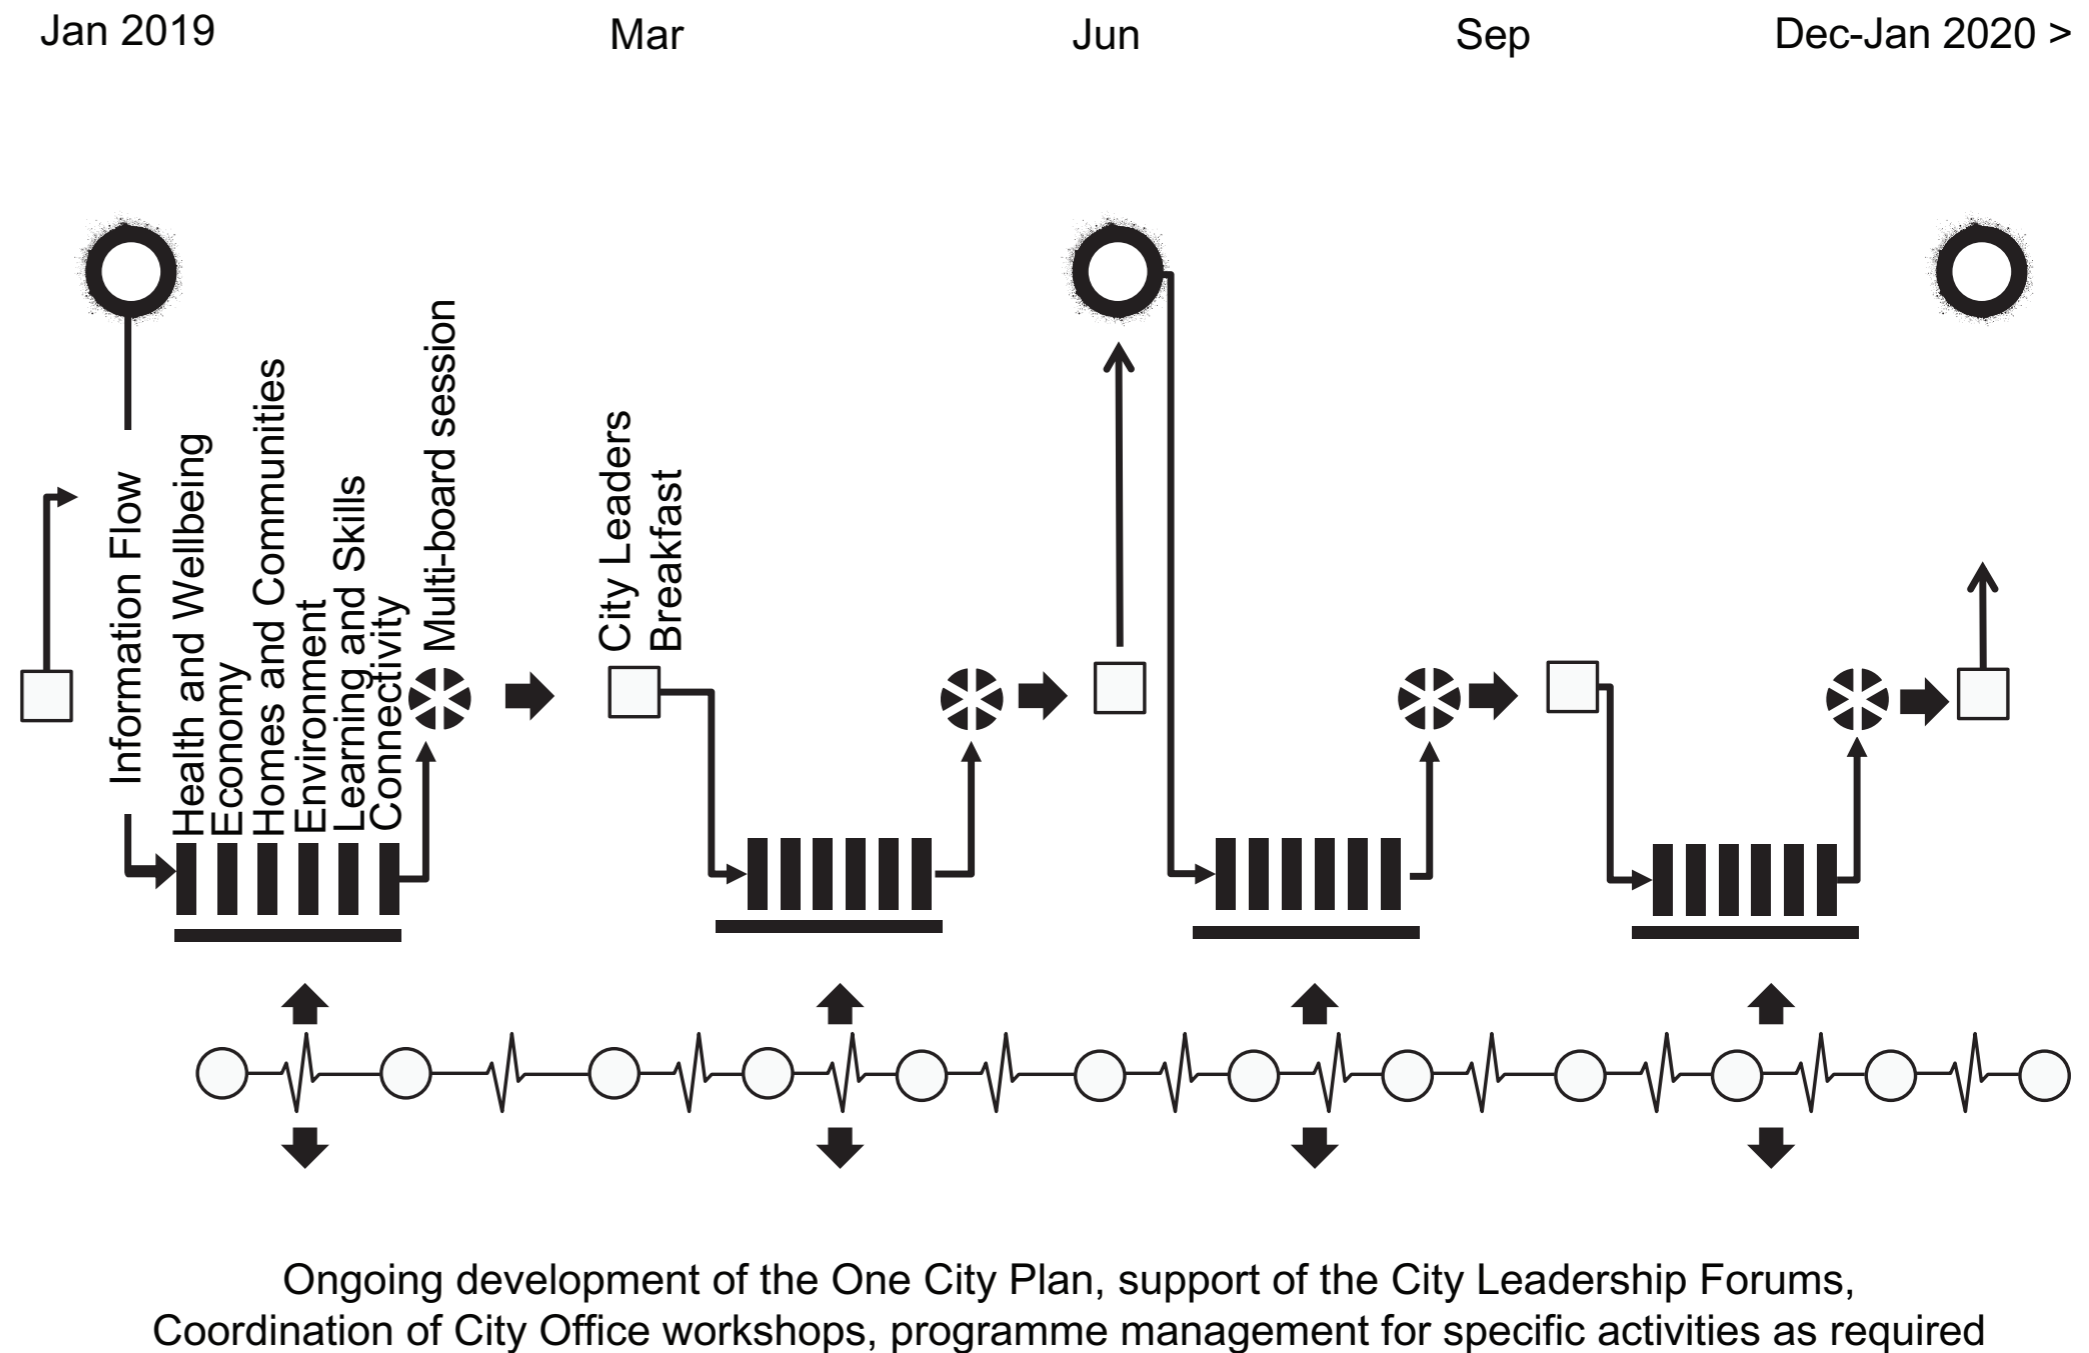 Jan 2019
Mar
Jun
Sep
Dec-Jan 2020 >
Information Flow
Health and Wellbeing
Economy
Homes and Communities
Environment
Learning and Skills
Connectivity
Multi-board session
City Leaders
Breakfast
Ongoing development of the One City Plan, support of the City Leadership Forums,
Coordination of City Office workshops, programme management for specific activities as required